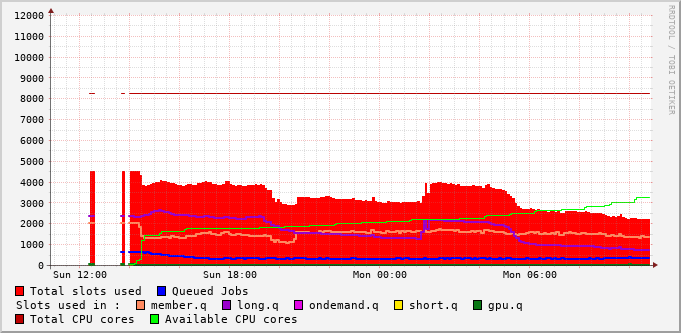 12000
11000
10000
9000
8000
7000
6000
5000
4000
3000
2000
1000
0
Sun 12:00 Sun 18:00 Mon 00:00 Mon 06:00
RRDTOOL / TOBI OETIKER
Total slots used Queued Jobs
Slots used in : member.q long.q ondemand.q short.q gpu.q
Total CPU cores Available CPU cores